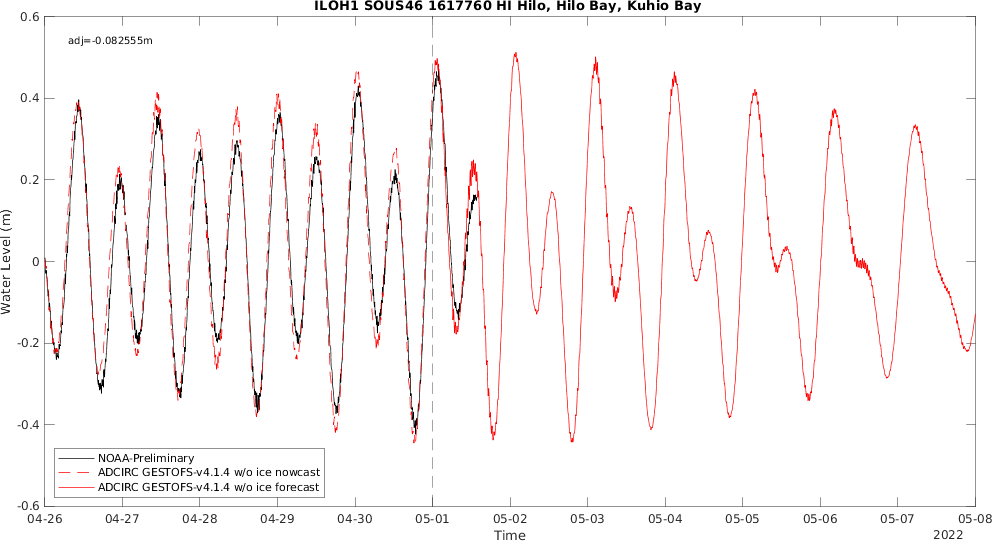 ILOH1 SOUS46 1617760 HI Hilo, Hilo Bay, Kuhio Bay
adj=-0.082555m
0.6
0.4
0.2
0
-0.2
-0.4
-0.6
Water Level (m)
NOAA-Preliminary
ADCIRC GESTOFS-v4.1.4 w/o ice nowcast
ADCIRC GESTOFS-v4.1.4 w/o ice forecast
04-26 04-27 04-28 04-29 04-30 05-01 05-02 05-03 05-04 05-05 05-06 05-07 05-08
Time
2022